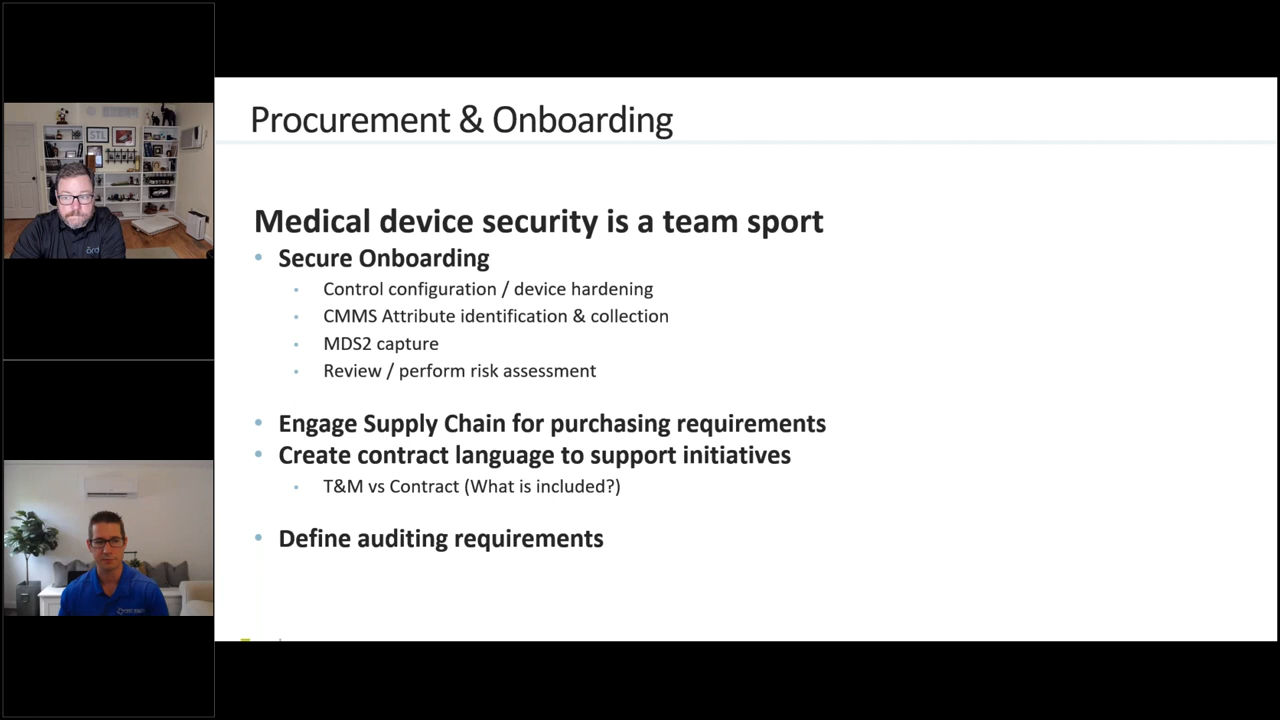 Procurement & Onboarding
Medical device security is a team sport
• Secure Onboarding
• Control configuration / device hardening
• CMMS Attribute identification & collection
• MDS2 capture
• Review / perform risk assessment
• Engage Supply Chain for purchasing requirements
• Create contract language to support initiatives
• T&M vs Contract (What is included?)
• Define auditing requirements
STL
ōrdr